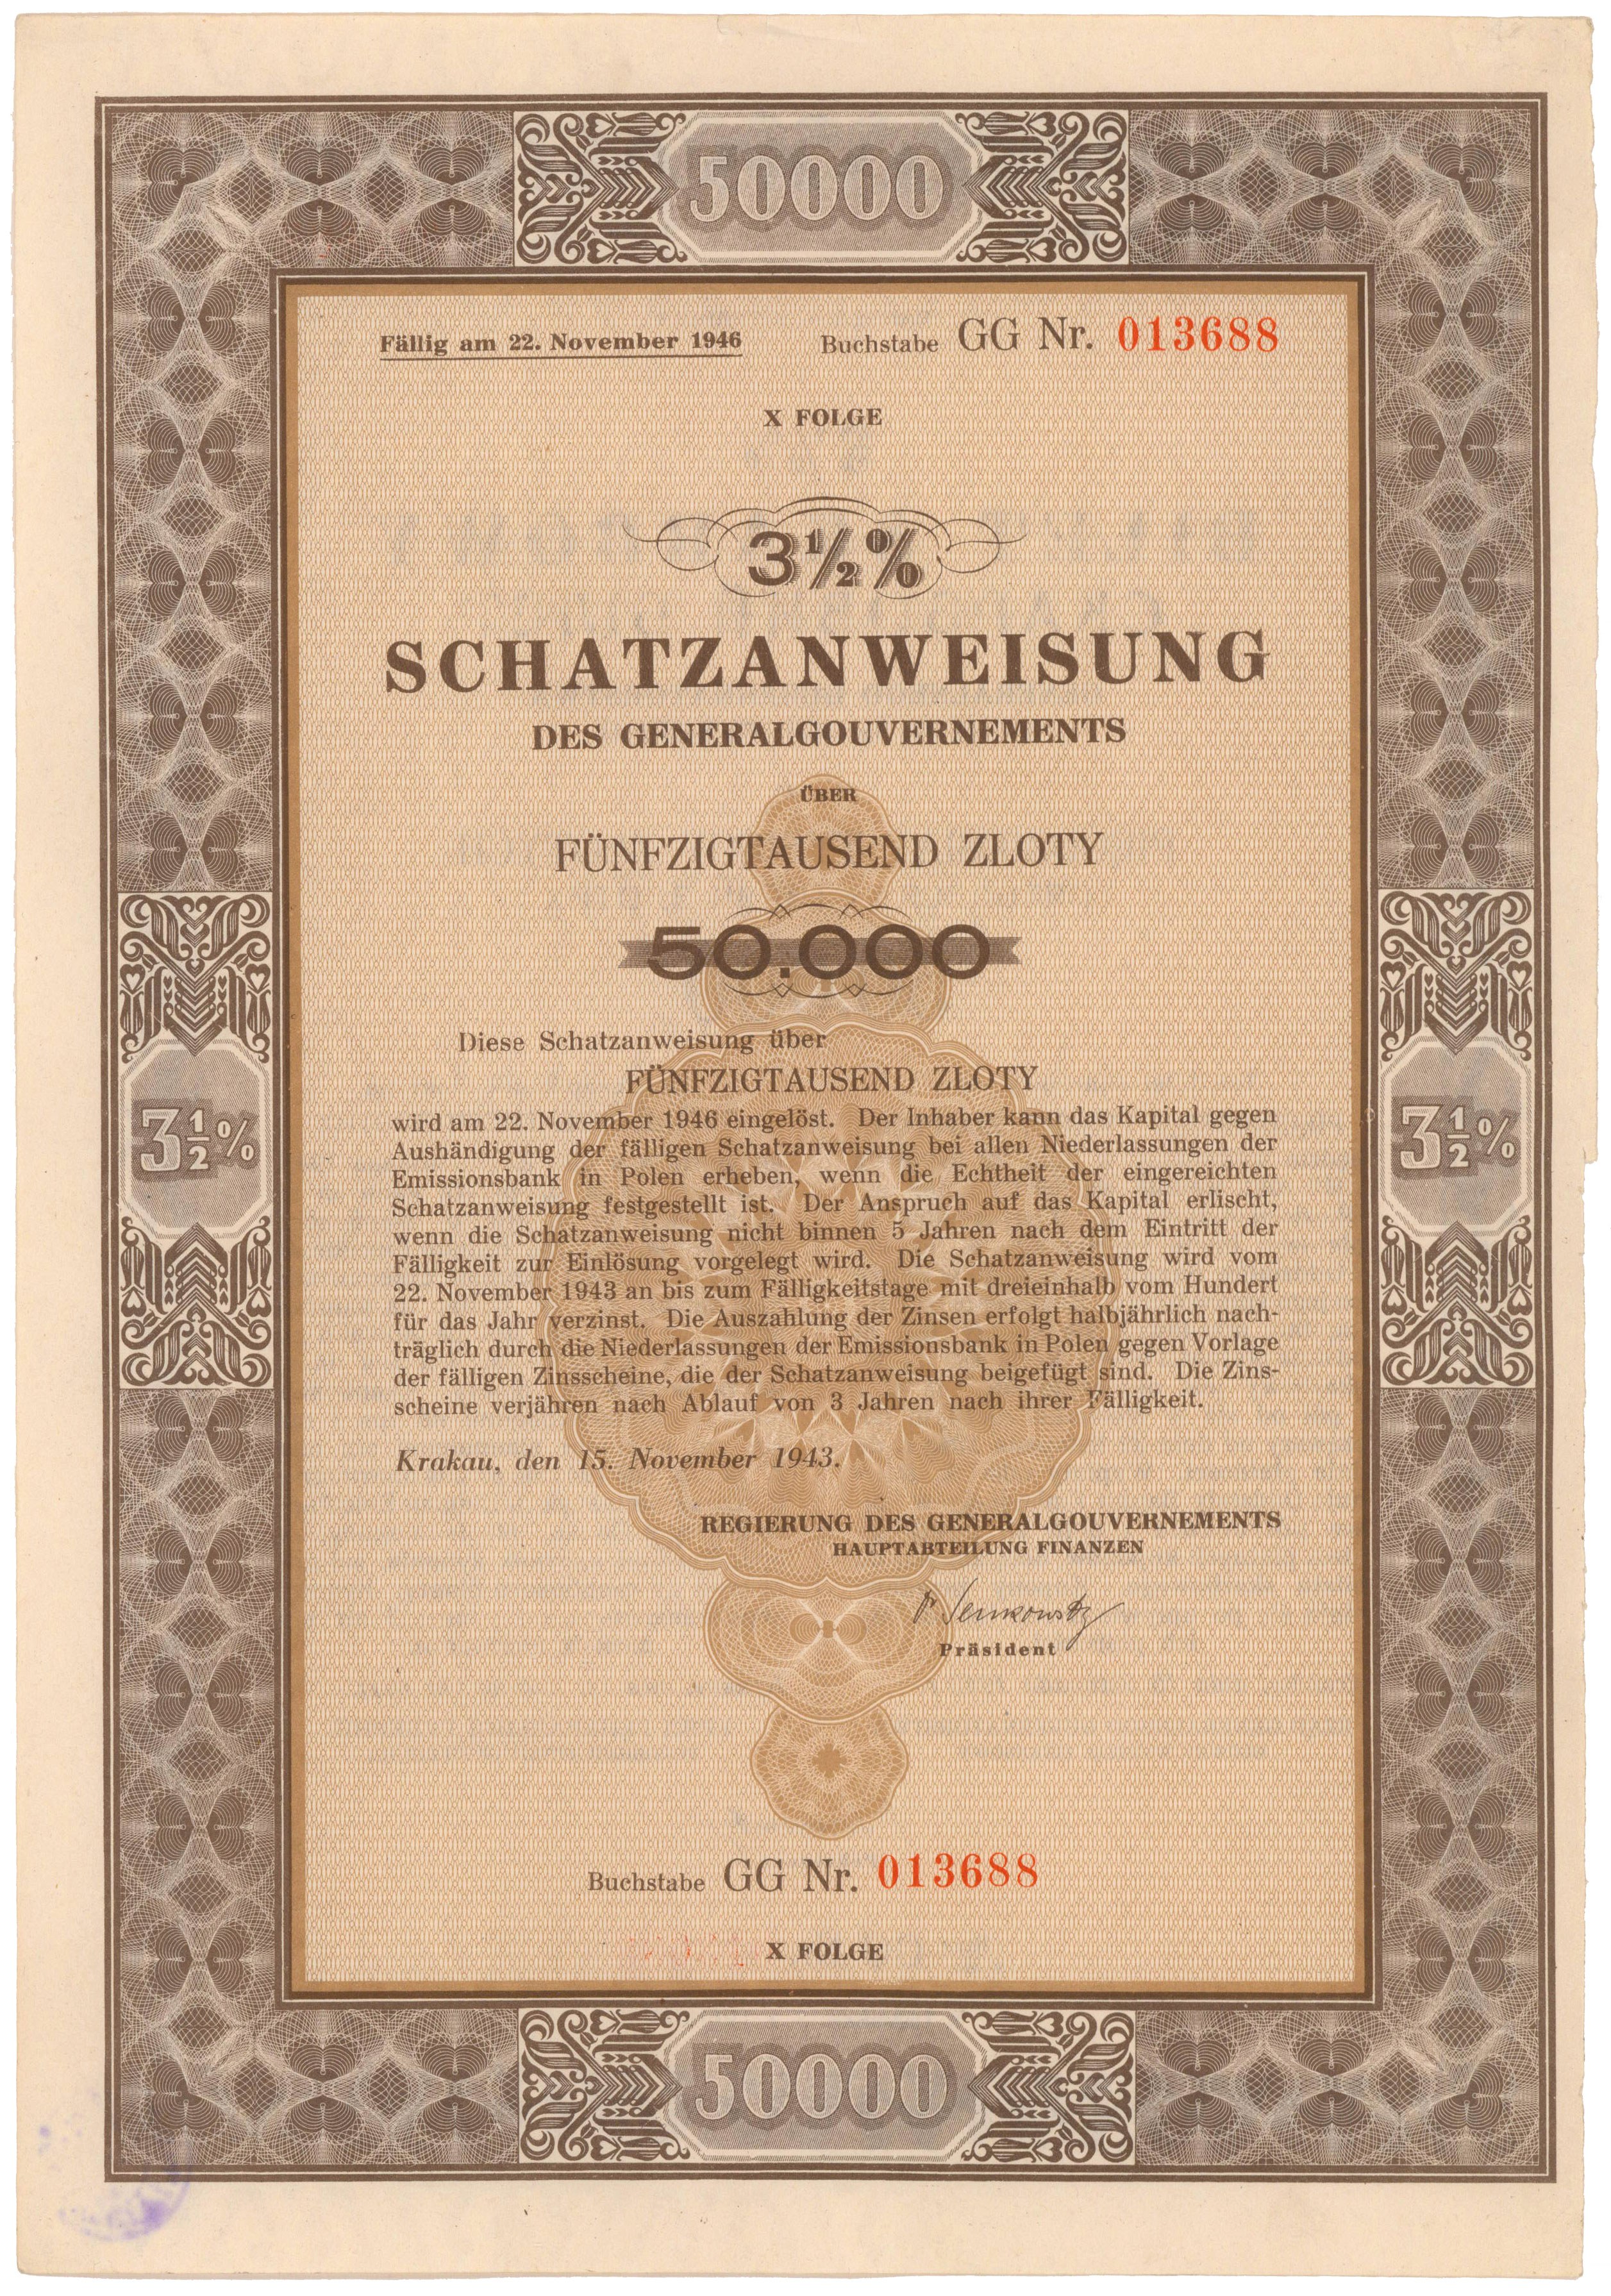 50000
Fällig am 22. November 1946 Buchstabe GG Nr. 013688
X FOLGE
3½%
SCHATZANWEISUNG
DES GENERALGOUVERNEMENTS
ÜBER
FÜNFZIGTAUSEND ZLOTY
50.000
Diese Schatzanweisung über
FÜNFZIGTAUSEND ZLOTY
wird am 22. November 1946 eingelöst. Der Inhaber kann das Kapital gegen
Aushändigung der fälligen Schatzanweisung bei allen Niederlassungen der
Emissionsbank in Polen erheben, wenn die Echtheit der eingereichten
Schatzanweisung festgestellt ist. Der Anspruch auf das Kapital erlischt,
wenn die Schatzanweisung nicht binnen 5 Jahren nach dem Eintritt der
Fälligkeit zur Einlösung vorgelegt wird. Die Schatzanweisung wird vom
22. November 1943 an bis zum Fälligkeitstage mit dreieinhalb vom Hundert
für das Jahr verzinst. Die Auszahlung der Zinsen erfolgt halbjährlich nach-
träglich durch die Niederlassungen der Emissionsbank in Polen gegen Vorlage
der fälligen Zinsscheine, die der Schatzanweisung beigefügt sind. Die Zins-
scheine verjähren nach Ablauf von 3 Jahren nach ihrer Fälligkeit.
3½%
3½%
Krakau, den 15. November 1943.
REGIERUNG DES GENERALGOUVERNEMENTS
HAUPTABTEILUNG FINANZEN
Präsident
Buchstabe GG Nr. 013688
X FOLGE
50000